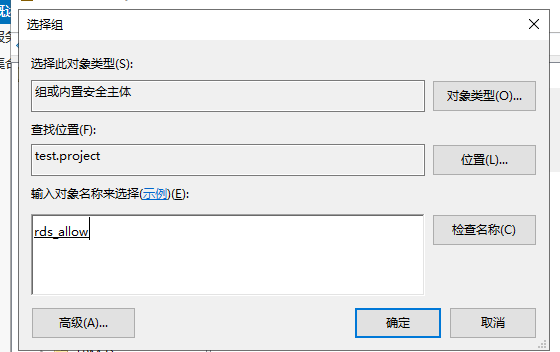 选择组
选择此对象类型(S):
组或内置安全主体
对象类型(O)...
查找位置(F):
test.project
位置(L)...
输入对象名称来选择(示例)(E):
rds_allow
检查名称(C)
高级(A)...
确定
取消